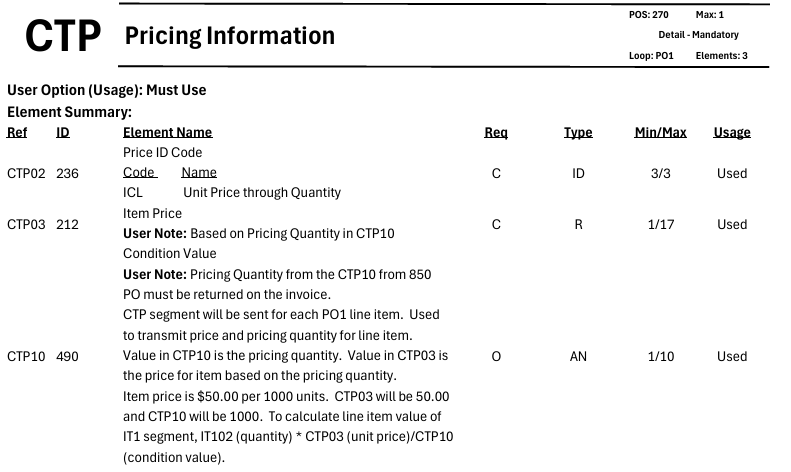 CTP Pricing Information
POS: 270 Max: 1
Detail - Mandatory
Loop: PO1 Elements: 3
User Option (Usage): Must Use
Element Summary:
Ref ID Element Name Req Type Min/Max Usage
Price ID Code
CTP02 236 Code Name C ID 3/3 Used
ICL Unit Price through Quantity
Item Price
CTP03 212 C R 1/17 Used
User Note: Based on Pricing Quantity in CTP10
Condition Value
User Note: Pricing Quantity from the CTP10 from 850
PO must be returned on the invoice.
CTP segment will be sent for each PO1 line item. Used
to transmit price and pricing quantity for line item.
CTP10 490 Value in CTP10 is the pricing quantity. Value in CTP03 is O AN 1/10 Used
the price for item based on the pricing quantity.
Item price is $50.00 per 1000 units. CTP03 will be 50.00
and CTP10 will be 1000. To calculate line item value of
IT1 segment, IT102 (quantity) * CTP03 (unit price)/CTP10
(condition value).